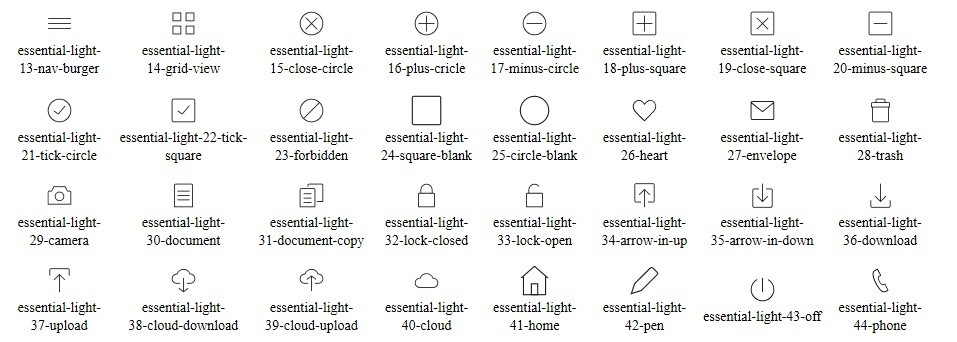 essential-light-
13-nav-burger
essential-light-
14-grid-view
essential-light-
15-close-circle
essential-light-
16-plus-cricle
essential-light-
17-minus-circle
essential-light-
18-plus-square
essential-light-
19-close-square
essential-light-
20-minus-square
essential-light-
21-tick-circle
essential-light-22-tick-
square
essential-light-
23-forbidden
essential-light-
24-square-blank
essential-light-
25-circle-blank
essential-light-
26-heart
essential-light-
27-envelope
essential-light-
28-trash
essential-light-
29-camera
essential-light-
30-document
essential-light-
31-document-copy
essential-light-
32-lock-closed
essential-light-
33-lock-open
essential-light-
34-arrow-in-up
essential-light-
35-arrow-in-down
essential-light-
36-download
essential-light-
37-upload
essential-light-
38-cloud-download
essential-light-
39-cloud-upload
essential-light-
40-cloud
essential-light-
41-home
essential-light-
42-pen
essential-light-43-off
essential-light-
44-phone